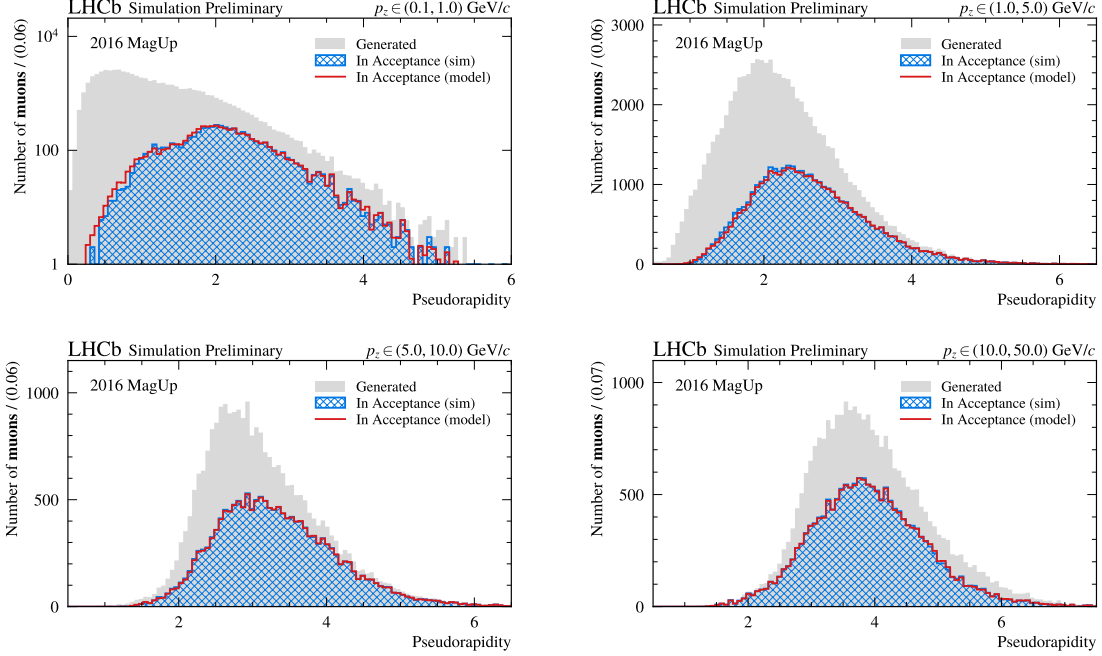 LHCb Simulation Preliminary p_z ∈ (0.1, 1.0) GeV/c
2016 MagUp
Generated
In Acceptance (sim)
In Acceptance (model)
Number of muons / (0.06)
10^4
100
1
0 2 4 6
Pseudorapidity
LHCb Simulation Preliminary p_z ∈ (1.0, 5.0) GeV/c
2016 MagUp
Generated
In Acceptance (sim)
In Acceptance (model)
Number of muons / (0.06)
3000
2000
1000
0
2 4 6
Pseudorapidity
LHCb Simulation Preliminary p_z ∈ (5.0, 10.0) GeV/c
2016 MagUp
Generated
In Acceptance (sim)
In Acceptance (model)
Number of muons / (0.06)
1000
500
0
2 4 6
Pseudorapidity
LHCb Simulation Preliminary p_z ∈ (10.0, 50.0) GeV/c
2016 MagUp
Generated
In Acceptance (sim)
In Acceptance (model)
Number of muons / (0.07)
1000
500
0
2 4 6
Pseudorapidity